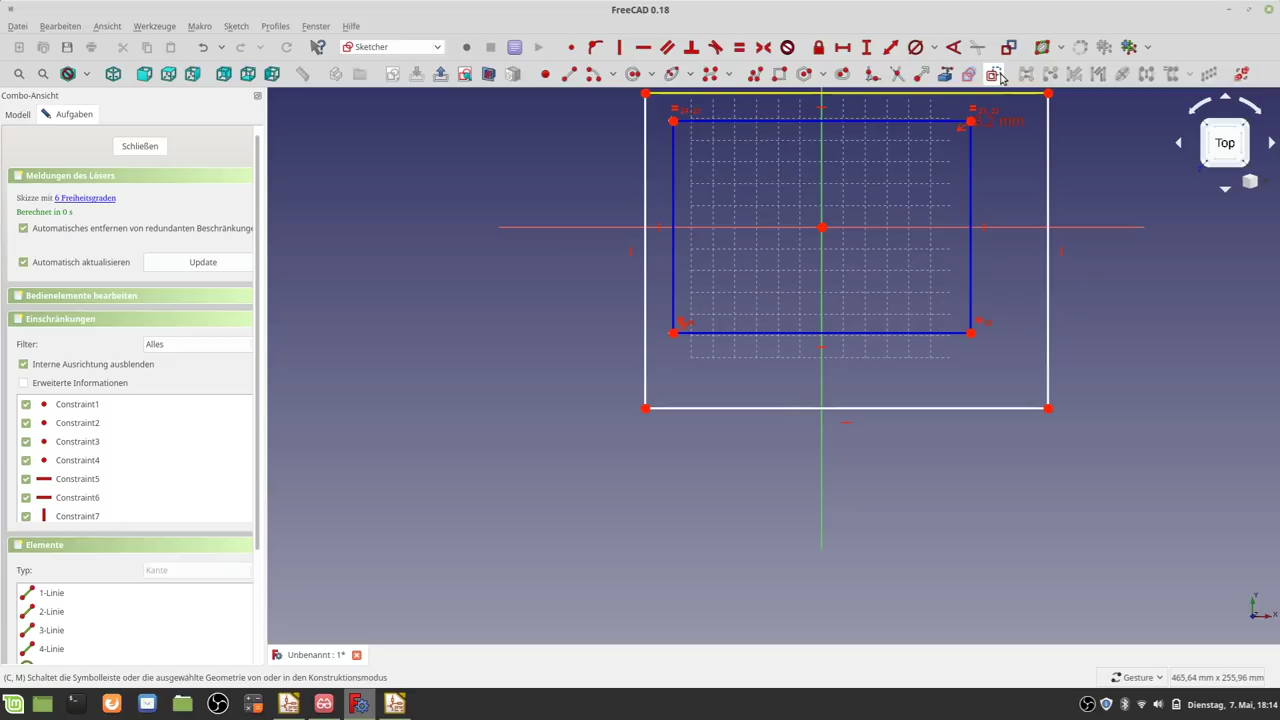 FreeCAD 0.18
Datei Bearbeiten Ansicht Werkzeuge Makro Sketch Profiles Fenster Hilfe
Sketcher
Combo-Ansicht
Modell Aufgaben
Schließen
Meldungen des Lösers
Skizze mit 6 Freiheitsgraden
Berechnet in 0 s
Automatisches entfernen von redundanten Beschränkunge
Automatisch aktualisieren Update
Bedienelemente bearbeiten
Einschränkungen
Filter: Alles
Interne Ausrichtung ausblenden
Erweiterte Informationen
Constraint1
Constraint2
Constraint3
Constraint4
Constraint5
Constraint6
Constraint7
Elemente
Typ: Kante
1-Linie
2-Linie
3-Linie
4-Linie
mm
Top
Y
X
Unbenannt : 1*
(C, M) Schaltet die Symbolleiste oder die ausgewählte Geometrie von oder in den Konstruktionsmodus
Gesture 465,64 mm x 255,96 mm
Dienstag, 7. Mai, 18:14